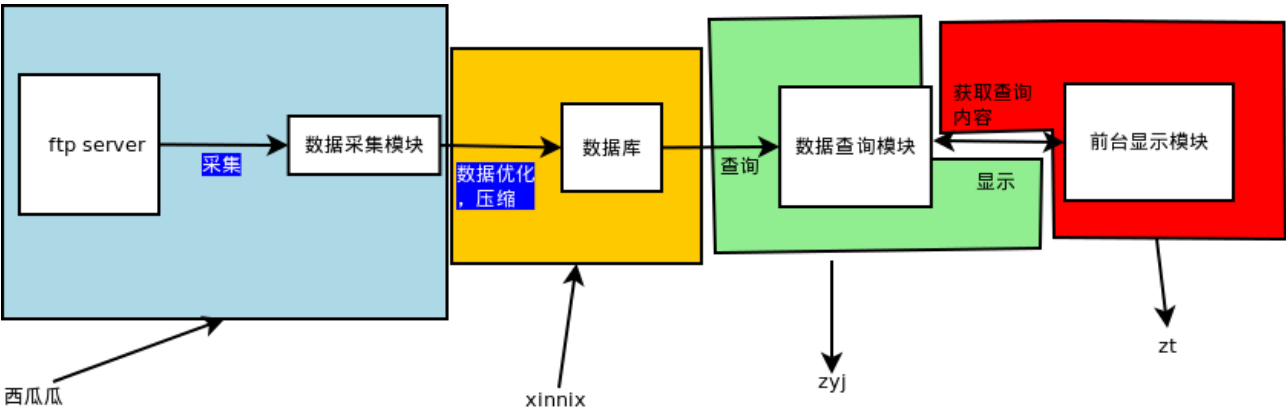 ftp server
采集
数据采集模块
数据优化
，压缩
数据库
查询
数据查询模块
获取查询
内容
显示
前台显示模块
西瓜瓜
xinnix
zyj
zt